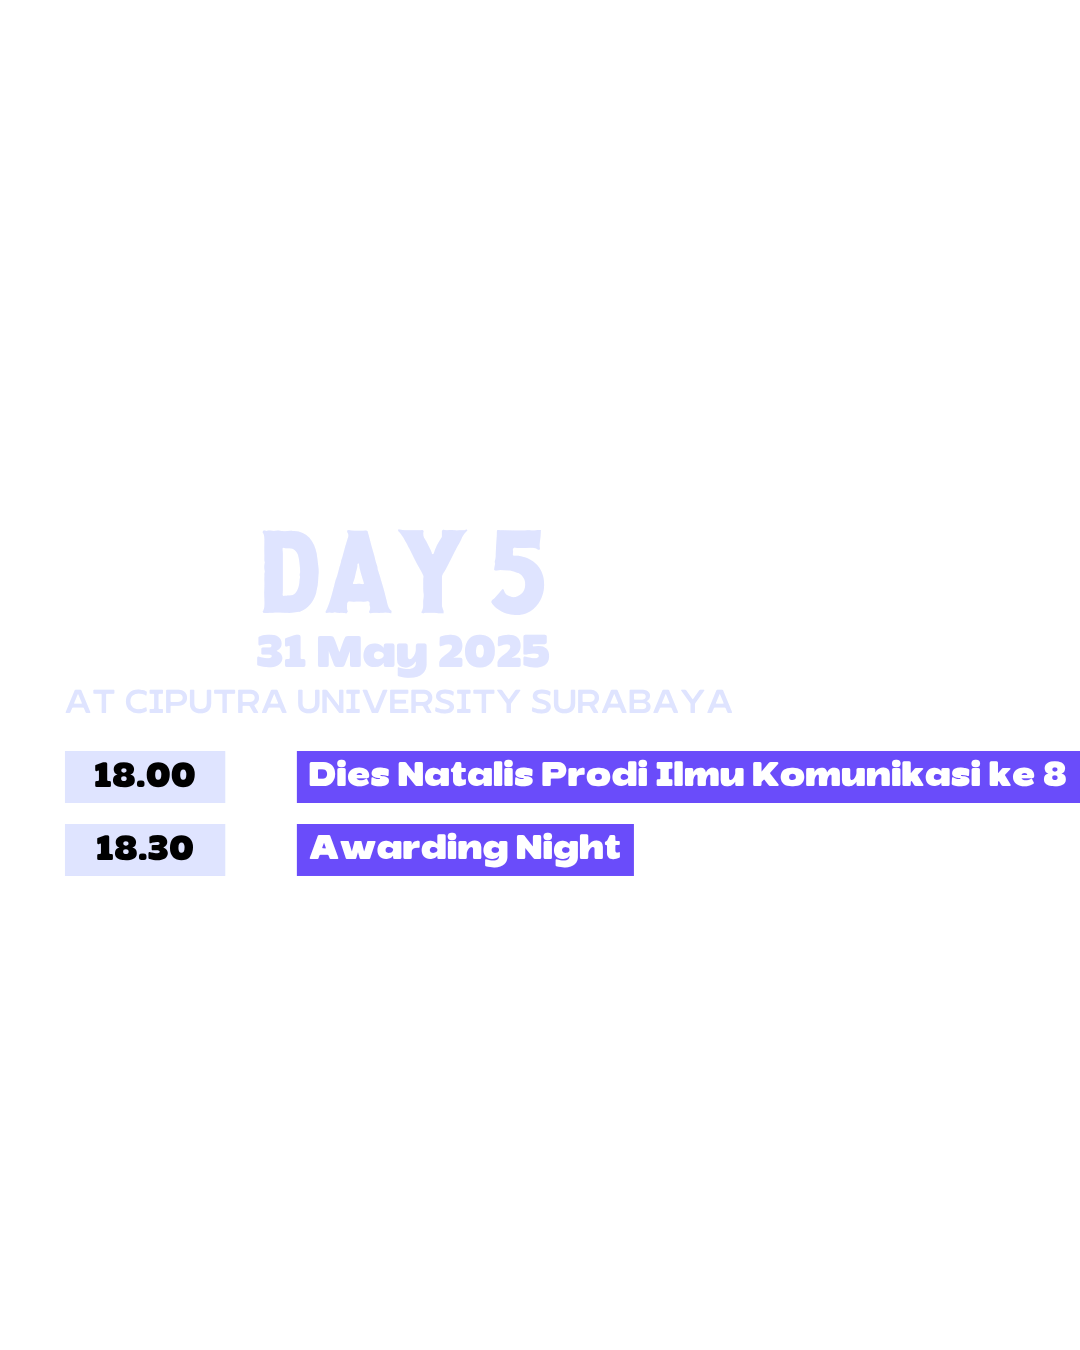 DAY 5
31 May 2025
AT CIPUTRA UNIVERSITY SURABAYA
18.00 Dies Natalis Prodi Ilmu Komunikasi ke 8
18.30 Awarding Night